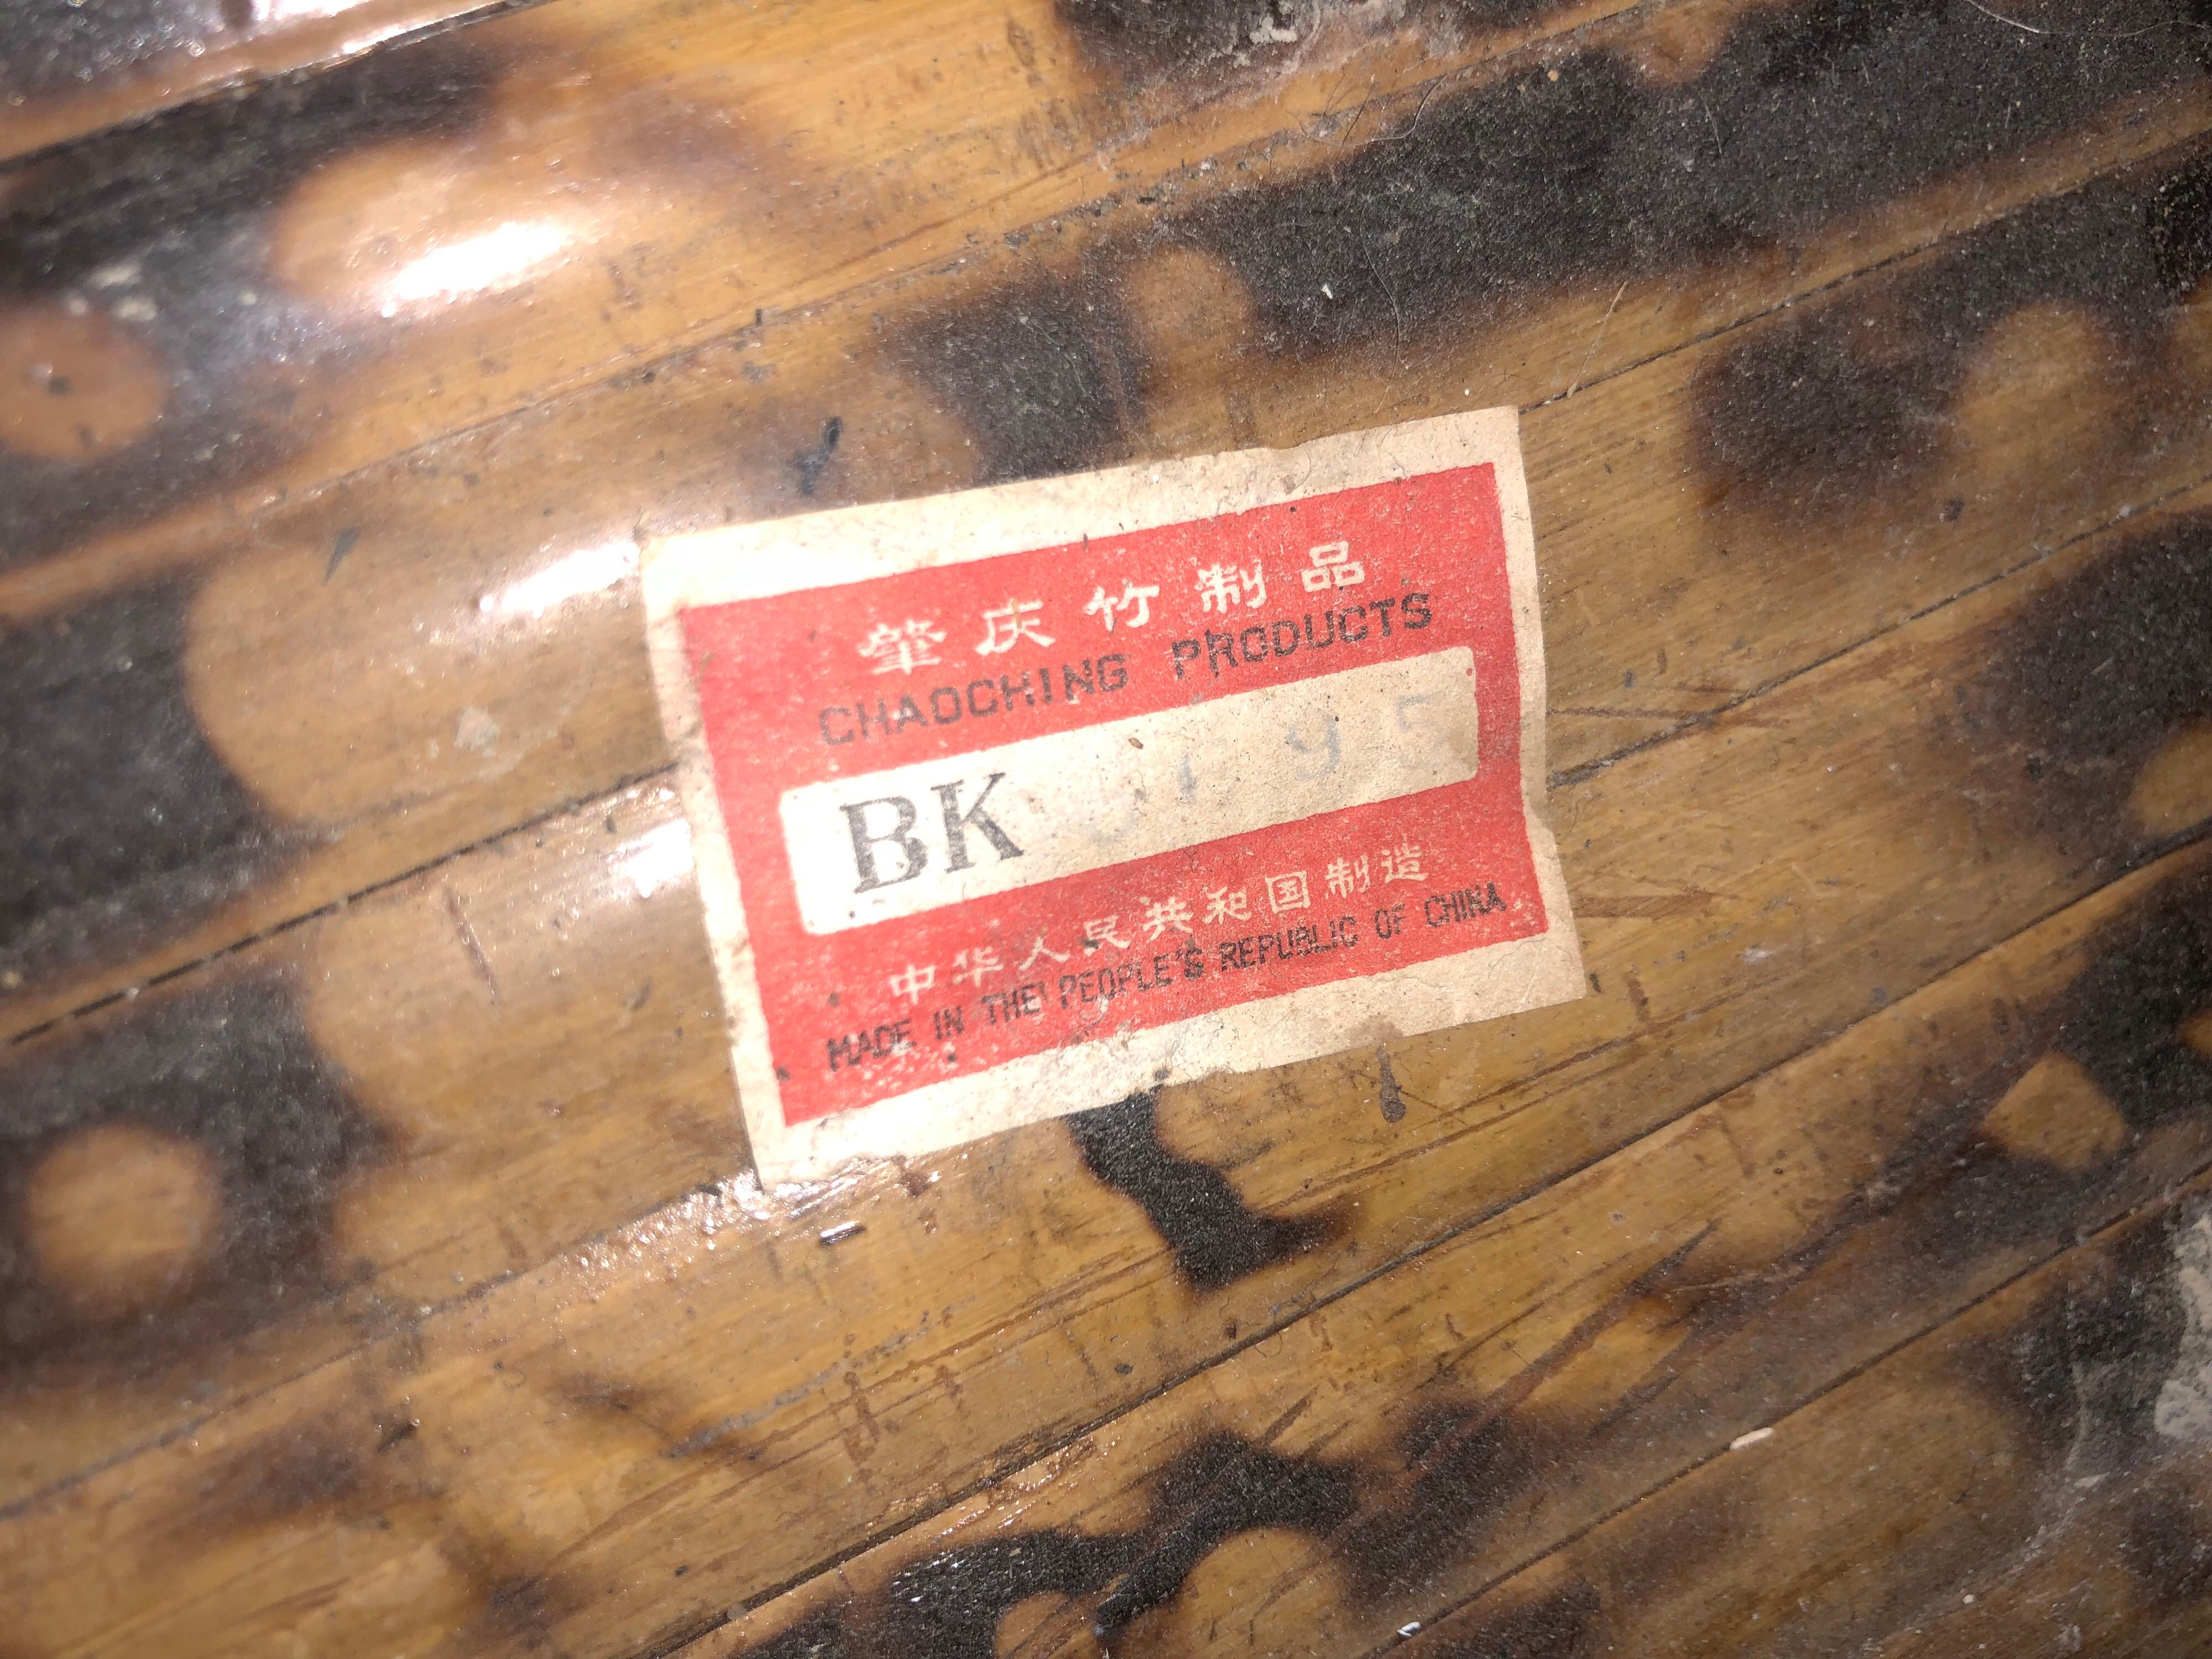 肇庆竹制品
CHAOCHING PRODUCTS
BK
中华人民共和国制造
MADE IN THE PEOPLE'S REPUBLIC OF CHINA